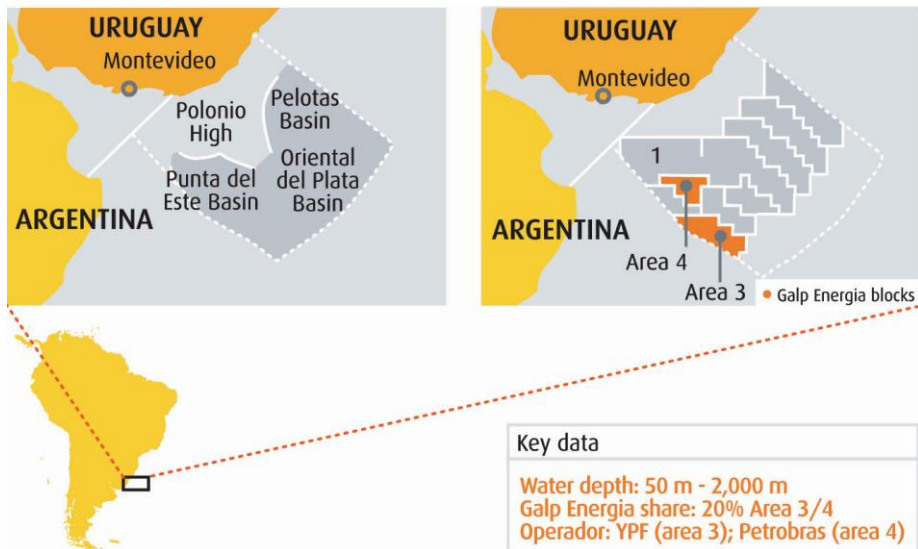 URUGUAY
Montevideo
Polonio
High
Pelotas
Basin
Punta del
Este Basin
Oriental
del Plata
Basin
ARGENTINA
URUGUAY
Montevideo
1
ARGENTINA
Area 4
Area 3
Galp Energia blocks
Key data
Water depth: 50 m - 2,000 m
Galp Energia share: 20% Area 3/4
Operador: YPF (area 3); Petrobras (area 4)